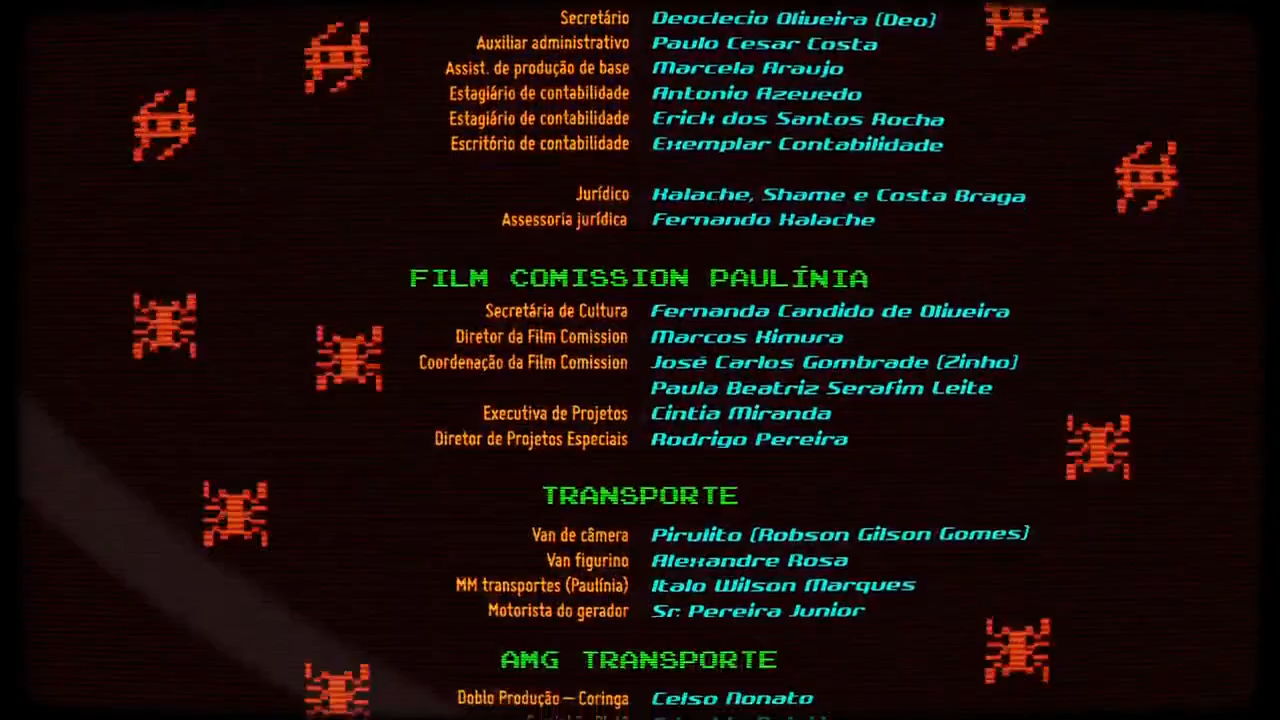 Secretário Deoclecio Oliveira (Deo)
Auxiliar administrativo Paulo Cesar Costa
Assist. de produção de base Marcela Araujo
Estagiário de contabilidade Antonio Azevedo
Estagiário de contabilidade Erick dos Santos Rocha
Escritório de contabilidade Exemplar Contabilidade
Jurídico Kalache, Shame e Costa Braga
Assessoria jurídica Fernando Kalache
FILM COMISSION PAULÍNIA
Secretária de Cultura Fernanda Candido de Oliveira
Diretor da Film Comission Marcos Kimura
Coordenação da Film Comission José Carlos Gombrade (Zinho)
Paula Beatriz Serafim Leite
Executiva de Projetos Cintia Miranda
Diretor de Projetos Especiais Rodrigo Pereira
TRANSPORTE
Van de câmera Pirulito (Robson Gilson Gomes)
Van figurino Alexandre Rosa
MM transportes (Paulínia) Italo Wilson Marques
Motorista do gerador Sr. Pereira Junior
AMG TRANSPORTE
Doblo Produção – Coringa Celso Nonato